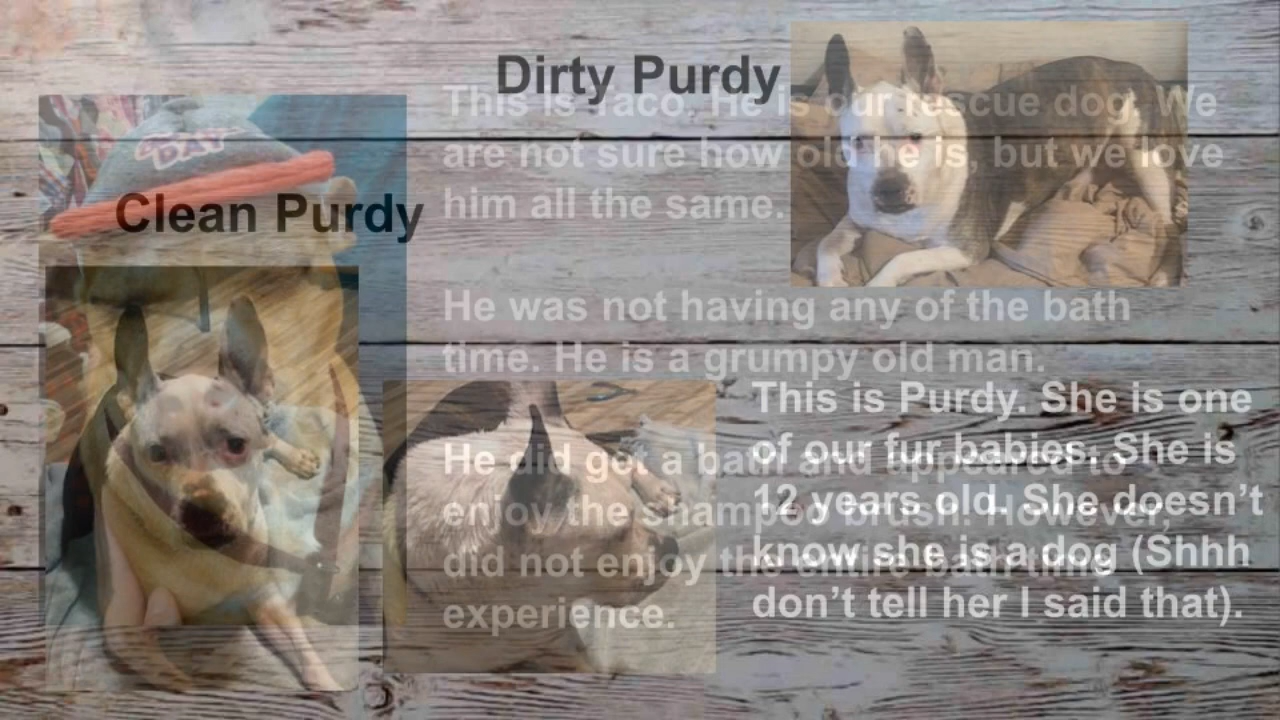 Dirty Purdy
This is Taco. He is our rescue dog. We
are not sure how old he is, but we love
him all the same.
DAY
Clean Purdy
He was not having any of the bath
time. He is a grumpy old man.
He did get a bath and appeared to
enjoy the shampoo brush! However,
did not enjoy the entire bath time
experience.
This is Purdy. She is one
of our fur babies. She is
12 years old. She doesn’t
know she is a dog (Shhh
don’t tell her I said that).